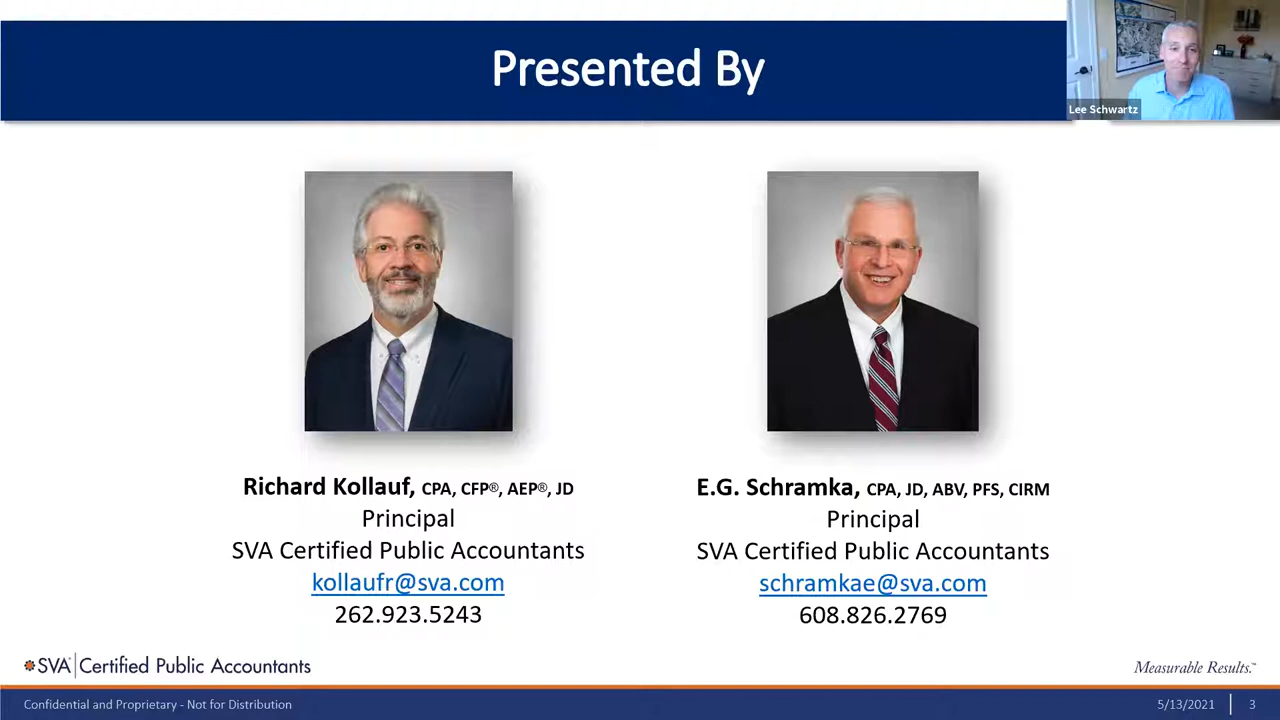 Presented By
Lee Schwartz
Richard Kollauf, CPA, CFP®, AEP®, JD
Principal
SVA Certified Public Accountants
kollaufr@sva.com
262.923.5243
E.G. Schramka, CPA, JD, ABV, PFS, CIRM
Principal
SVA Certified Public Accountants
schramkae@sva.com
608.826.2769
SVA Certified Public Accountants
Measurable Results.™
Confidential and Proprietary - Not for Distribution
5/13/2021 3